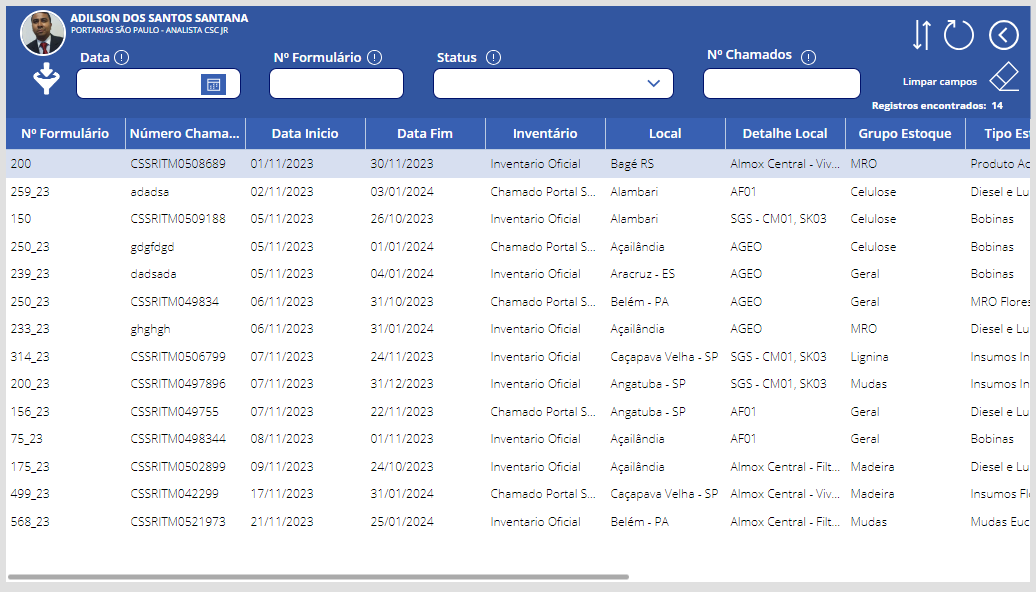 ADILSON DOS SANTOS SANTANA
PORTARIAS SÃO PAULO - ANALISTA CSC JR
Data Nº Formulário Status Nº Chamados
Limpar campos
Registros encontrados: 14
Nº Formulário Número Chama... Data Inicio Data Fim Inventário Local Detalhe Local Grupo Estoque Tipo Est
200 CSSRITM0508689 01/11/2023 30/11/2023 Inventario Oficial Bagé RS Almox Central - Viv... MRO Produto Ac
259_23 adadsa 02/11/2023 03/01/2024 Chamado Portal S... Alambari AF01 Celulose Diesel e Lu
150 CSSRITM0509188 05/11/2023 26/10/2023 Inventario Oficial Alambari SGS - CM01, SK03 Celulose Bobinas
250_23 gdgfdgd 05/11/2023 01/01/2024 Chamado Portal S... Açailândia AGEO Celulose Bobinas
239_23 dadsada 05/11/2023 04/01/2024 Inventario Oficial Aracruz - ES AGEO Geral Bobinas
250_23 CSSRITM049834 06/11/2023 31/10/2023 Chamado Portal S... Belém - PA AGEO Geral MRO Flores
233_23 ghghgh 06/11/2023 31/01/2024 Inventario Oficial Açailândia AGEO MRO Diesel e Lu
314_23 CSSRITM0506799 07/11/2023 24/11/2023 Inventario Oficial Caçapava Velha - SP SGS - CM01, SK03 Lignina Insumos In
200_23 CSSRITM0497896 07/11/2023 31/12/2023 Inventario Oficial Angatuba - SP SGS - CM01, SK03 Mudas Insumos In
156_23 CSSRITM049755 07/11/2023 22/11/2023 Chamado Portal S... Angatuba - SP AF01 Geral Diesel e Lu
75_23 CSSRITM0498344 08/11/2023 01/11/2023 Inventario Oficial Açailândia AF01 Geral Bobinas
175_23 CSSRITM0502899 09/11/2023 24/10/2023 Inventario Oficial Açailândia Almox Central - Filt... Madeira Diesel e Lu
499_23 CSSRITM042299 17/11/2023 31/01/2024 Chamado Portal S... Caçapava Velha - SP Almox Central - Viv... Madeira Insumos Fl
568_23 CSSRITM0521973 21/11/2023 25/01/2024 Inventario Oficial Belém - PA Almox Central - Filt... Mudas Mudas Euc